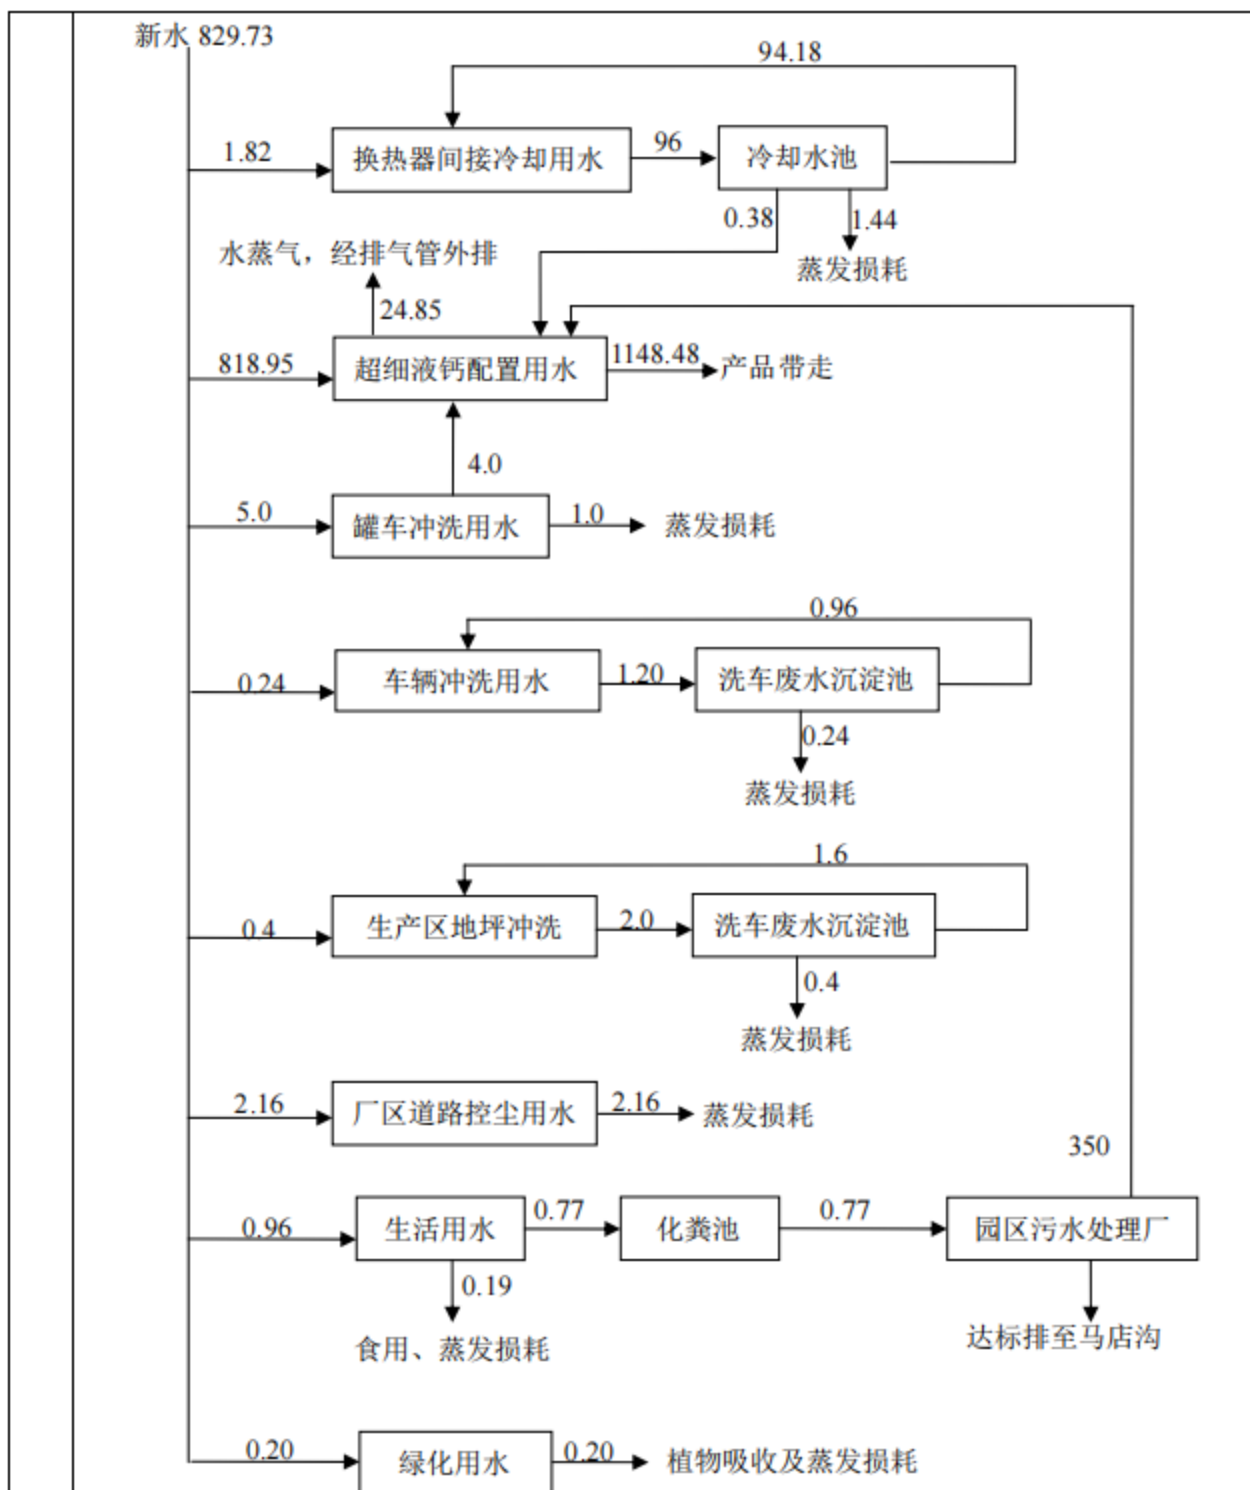 新水 829.73
94.18
1.82
换热器间接冷却用水
96
冷却水池
0.38
1.44
水蒸气，经排气管外排
蒸发损耗
24.85
818.95
超细液钙配置用水
1148.48
产品带走
4.0
5.0
罐车冲洗用水
1.0
蒸发损耗
0.96
0.24
车辆冲洗用水
1.20
洗车废水沉淀池
0.24
蒸发损耗
1.6
0.4
生产区地坪冲洗
2.0
洗车废水沉淀池
0.4
蒸发损耗
2.16
厂区道路控尘用水
2.16
蒸发损耗
350
0.96
生活用水
0.77
化粪池
0.77
园区污水处理厂
0.19
食用、蒸发损耗
达标排至马店沟
0.20
绿化用水
0.20
植物吸收及蒸发损耗